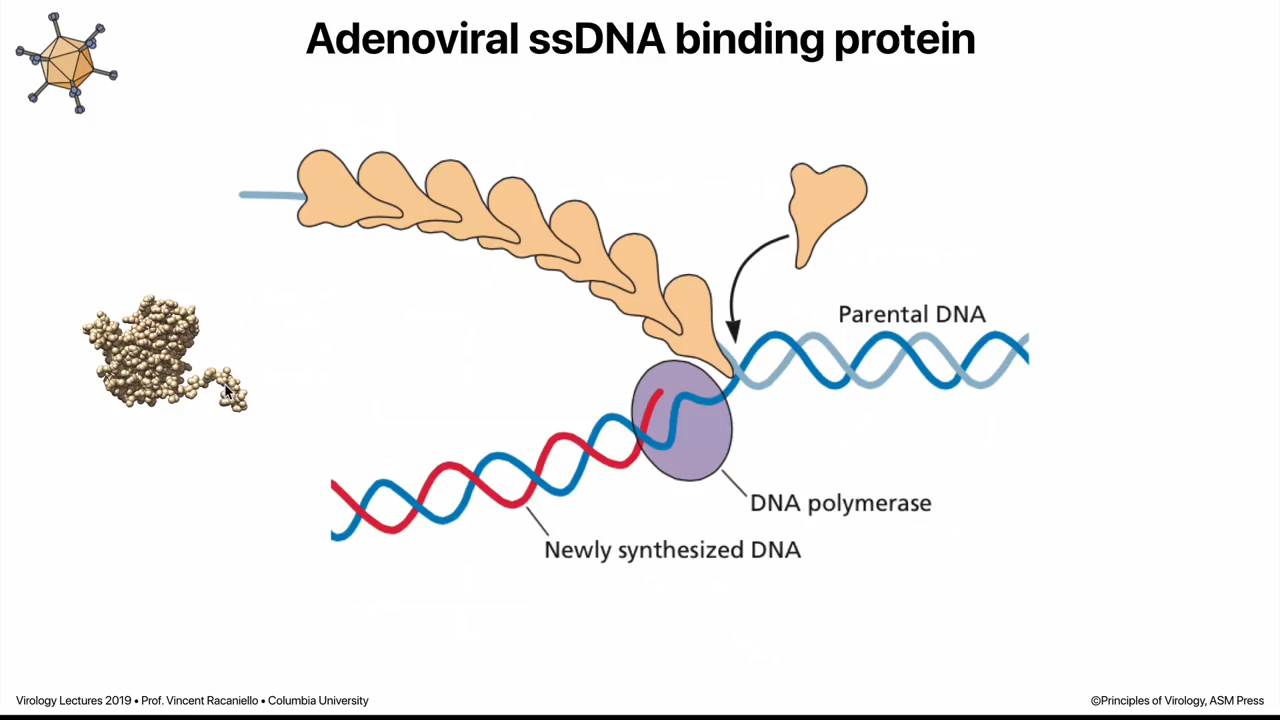 Adenoviral ssDNA binding protein
Parental DNA
DNA polymerase
Newly synthesized DNA
Virology Lectures 2019 • Prof. Vincent Racaniello • Columbia University
©Principles of Virology, ASM Press